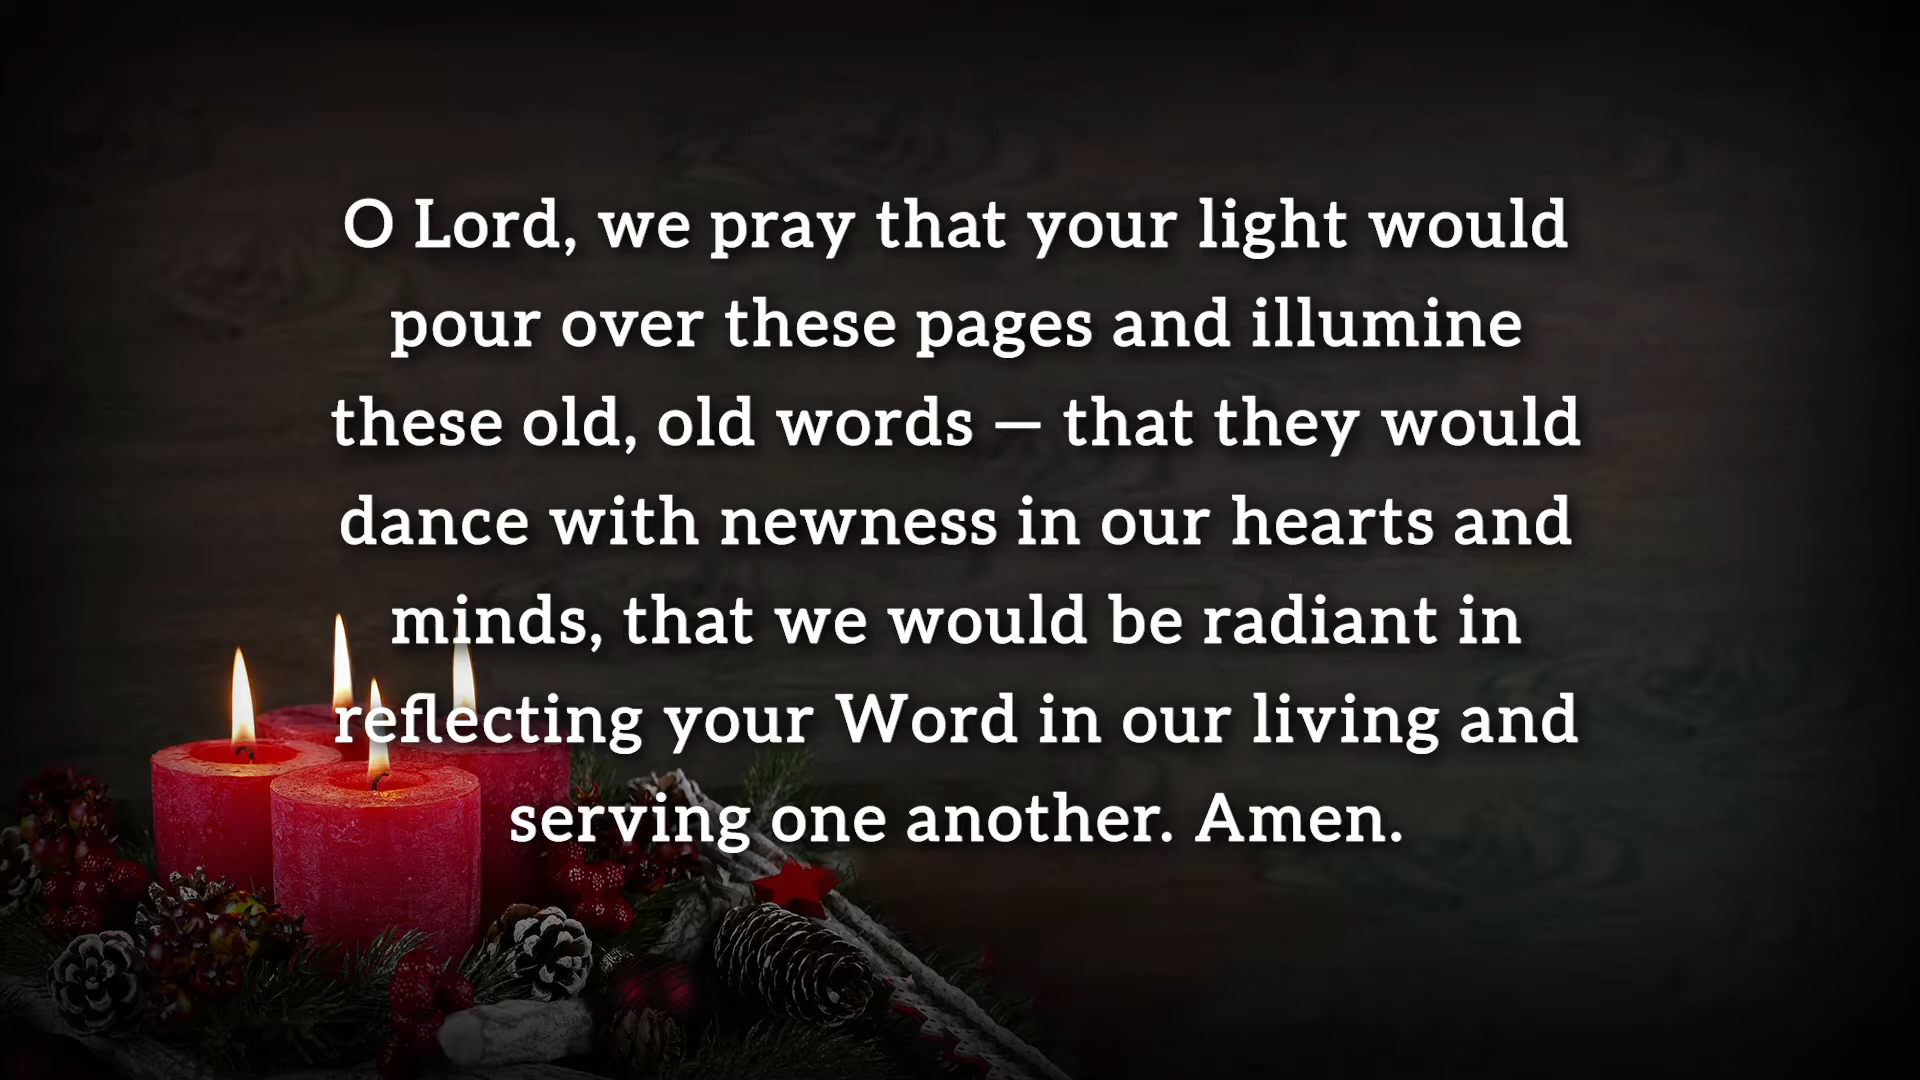 O Lord, we pray that your light would
pour over these pages and illumine
these old, old words — that they would
dance with newness in our hearts and
minds, that we would be radiant in
reflecting your Word in our living and
serving one another. Amen.